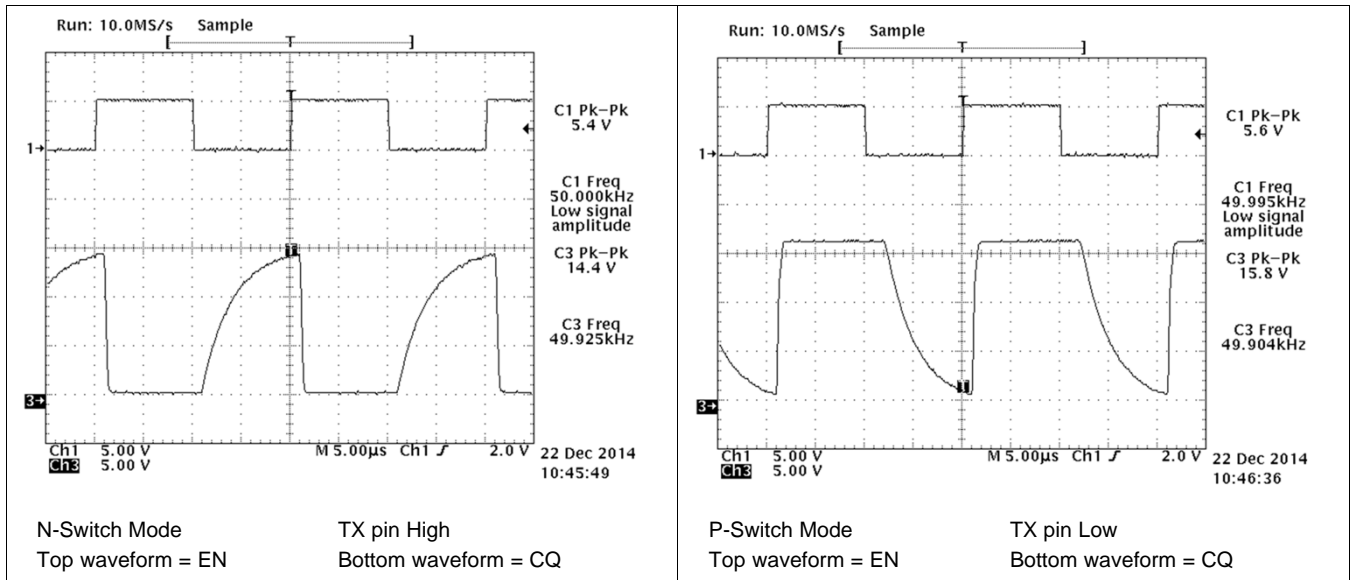 Run: 10.0MS/s Sample
T
T
1→
C1 Pk–Pk
5.4 V
C1 Freq
50.000kHz
Low signal
amplitude
T
C3 Pk–Pk
14.4 V
C3 Freq
49.925kHz
3→
Ch1 5.00 V M 5.00µs Ch1 2.0 V
Ch3 5.00 V
22 Dec 2014
10:45:49
N-Switch Mode TX pin High
Top waveform = EN Bottom waveform = CQ
Run: 10.0MS/s Sample
T
T
1→
C1 Pk–Pk
5.6 V
C1 Freq
49.995kHz
Low signal
amplitude
C3 Pk–Pk
15.8 V
C3 Freq
49.904kHz
T
3→
Ch1 5.00 V M 5.00µs Ch1 2.0 V
Ch3 5.00 V
22 Dec 2014
10:46:36
P-Switch Mode TX pin Low
Top waveform = EN Bottom waveform = CQ